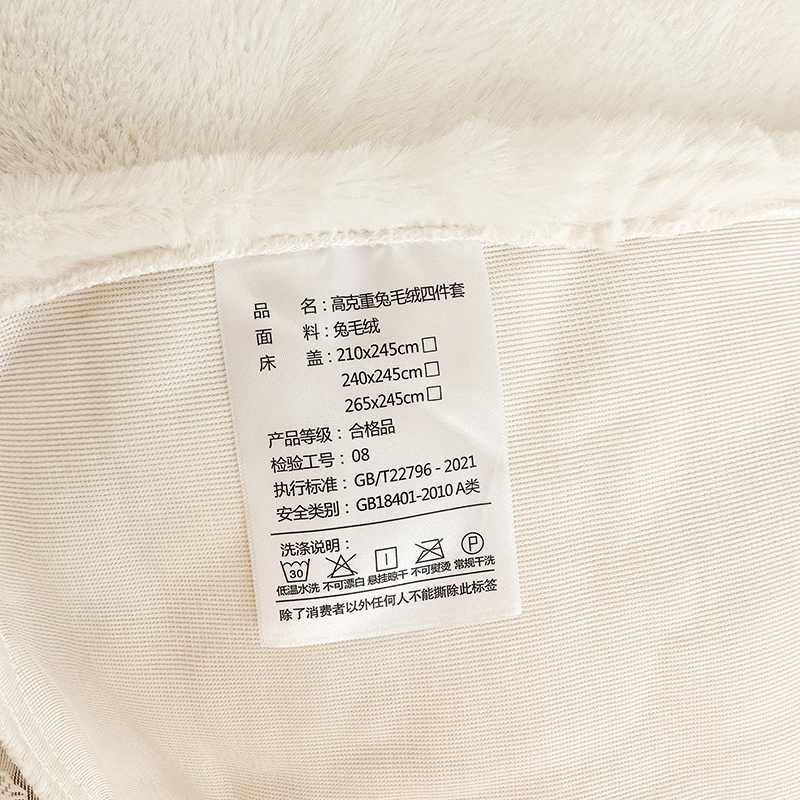 品 名：高克重兔毛绒四件套
面 料：兔毛绒
床 盖：210x245cm□
240x245cm□
265x245cm□
产品等级：合格品
检验工号：08
执行标准：GB/T22796 - 2021
安全类别：GB18401-2010 A类
洗涤说明：
30 P
低温水洗 不可漂白 悬挂晾干 不可熨烫 常规干洗
除了消费者以外任何人不能撕除此标签